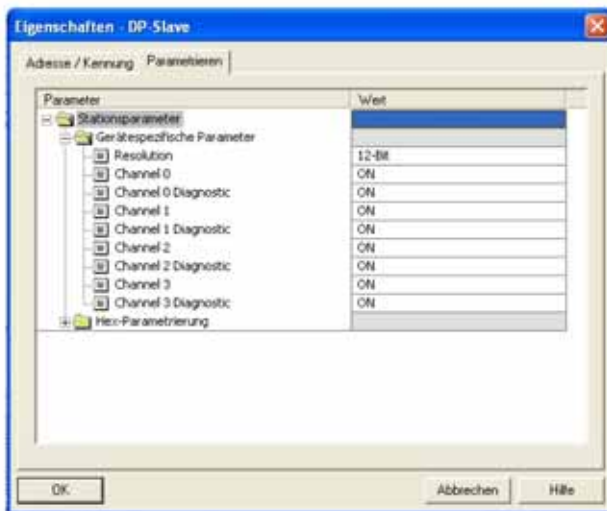 Eigenschaften - DP-Slave
Adresse / Kennung Parametrieren
Parameter Wert
Stationsparameter
Gerätespezifische Parameter
Resolution 12-Bit
Channel 0 ON
Channel 0 Diagnostic ON
Channel 1 ON
Channel 1 Diagnostic ON
Channel 2 ON
Channel 2 Diagnostic ON
Channel 3 ON
Channel 3 Diagnostic ON
Hex-Parametrierung
OK Abbrechen Hilfe